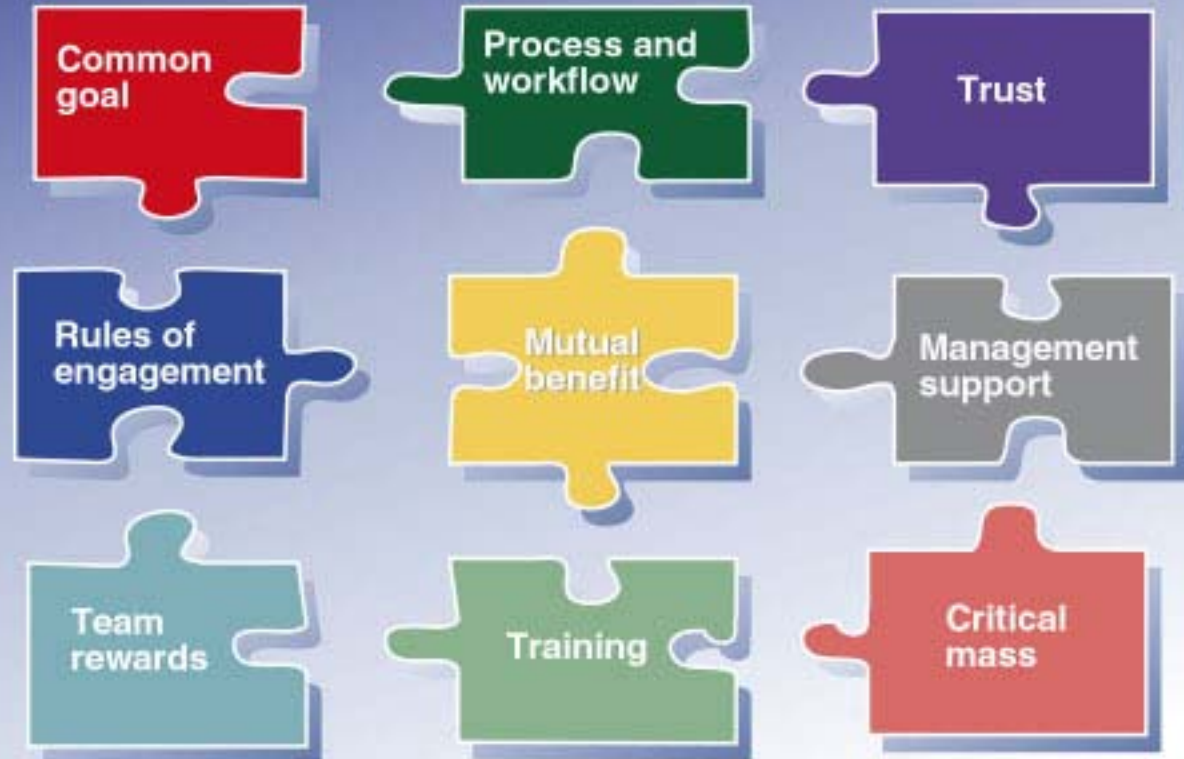 Common
goal
Process and
workflow
Trust
Rules of
engagement
Mutual
benefit
Management
support
Team
rewards
Training
Critical
mass